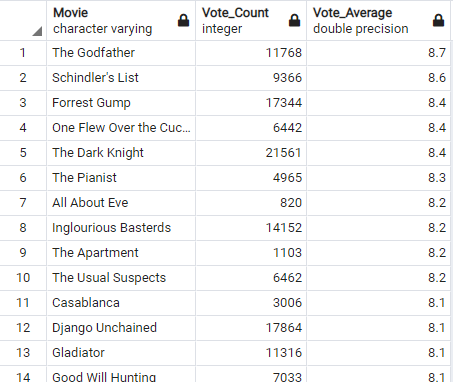 Movie Vote_Count Vote_Average
character varying integer double precision
1 The Godfather 11768 8.7
2 Schindler's List 9366 8.6
3 Forrest Gump 17344 8.4
4 One Flew Over the Cuc... 6442 8.4
5 The Dark Knight 21561 8.4
6 The Pianist 4965 8.3
7 All About Eve 820 8.2
8 Inglourious Basterds 14152 8.2
9 The Apartment 1103 8.2
10 The Usual Suspects 6462 8.2
11 Casablanca 3006 8.1
12 Django Unchained 17864 8.1
13 Gladiator 11316 8.1
14 Good Will Hunting 7033 8.1